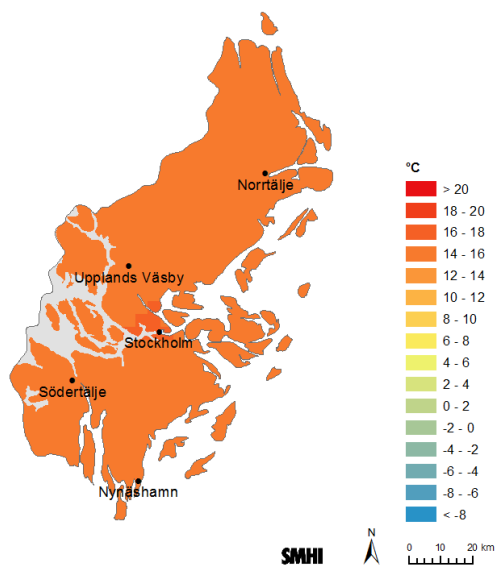 Norrtälje
Upplands Väsby
Stockholm
Södertälje
Nynäshamn
°C
> 20
18 - 20
16 - 18
14 - 16
12 - 14
10 - 12
8 - 10
6 - 8
4 - 6
2 - 4
0 - 2
-2 - 0
-4 - -2
-6 - -4
-8 - -6
< -8
SMHI
N
0 10 20 km